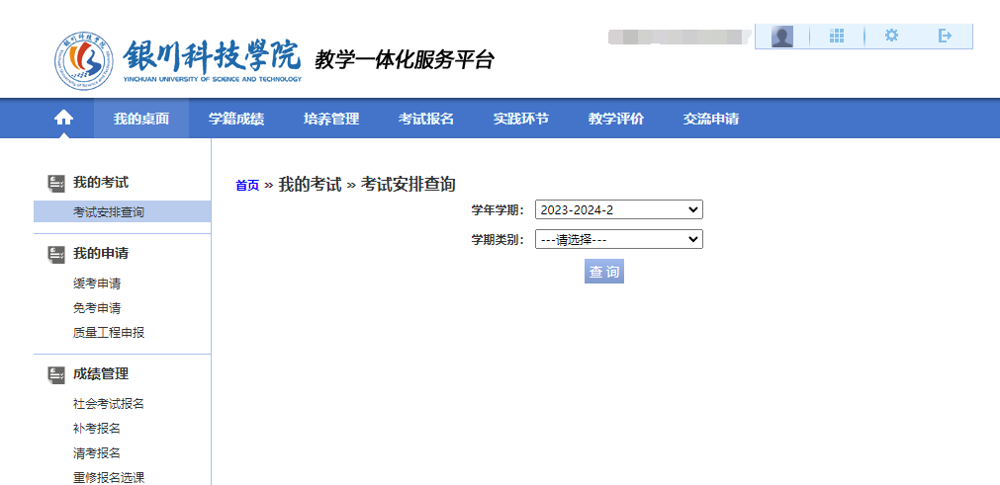 银川科技学院
YINCHUAN UNIVERSITY OF SCIENCE AND TECHNOLOGY
教学一体化服务平台
我的桌面 学籍成绩 培养管理 考试报名 实践环节 教学评价 交流申请
我的考试
考试安排查询
我的申请
缓考申请
免考申请
质量工程申报
成绩管理
社会考试报名
补考报名
清考报名
重修报名选课
首页 » 我的考试 » 考试安排查询
学年学期： 2023-2024-2
学期类别： ---请选择---
查 询